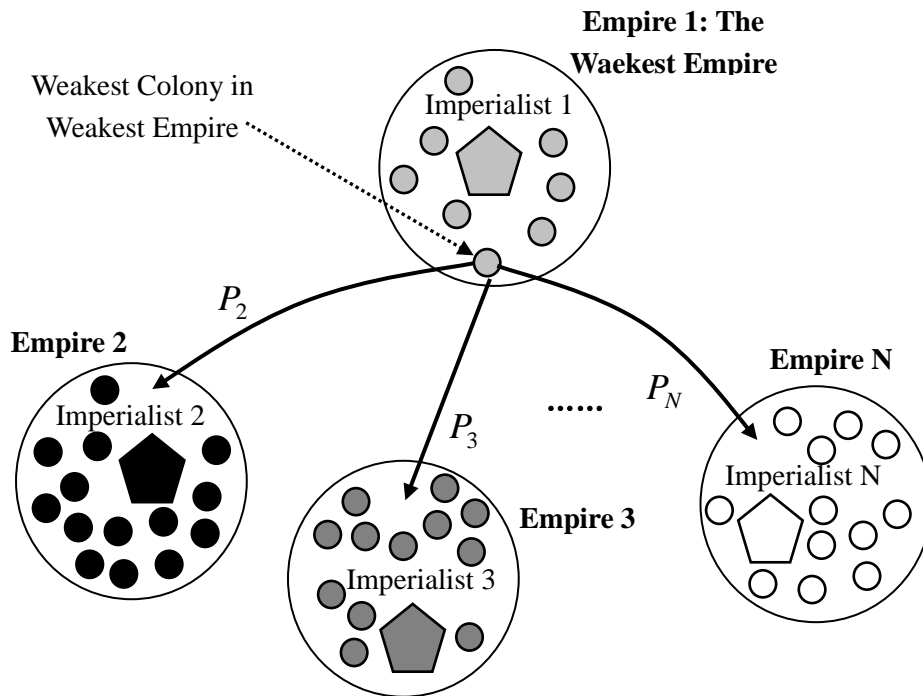 Empire 1: The
Waekest Empire
Weakest Colony in
Weakest Empire
Imperialist 1
P2
Empire 2
Imperialist 2
P3
......
PN
Empire N
Imperialist N
Empire 3
Imperialist 3